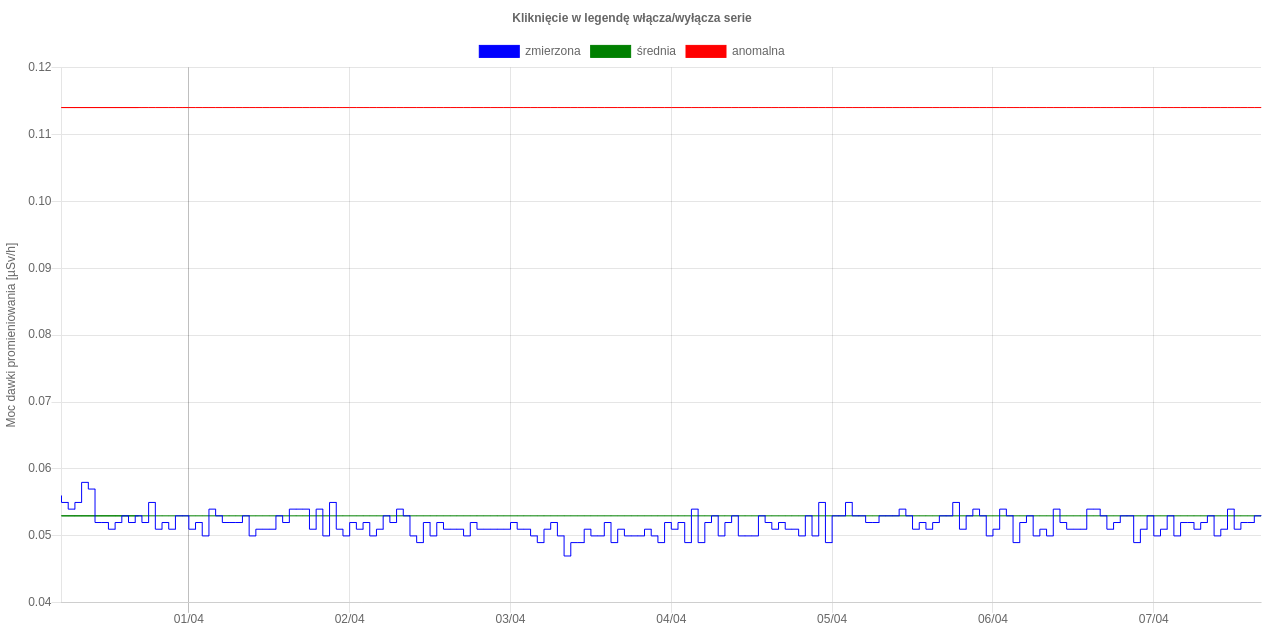 Kliknięcie w legendę włącza/wyłącza serie
zmierzona średnia anomalna
Moc dawki promieniowania [µSv/h]
0.12
0.11
0.10
0.09
0.08
0.07
0.06
0.05
0.04
01/04 02/04 03/04 04/04 05/04 06/04 07/04